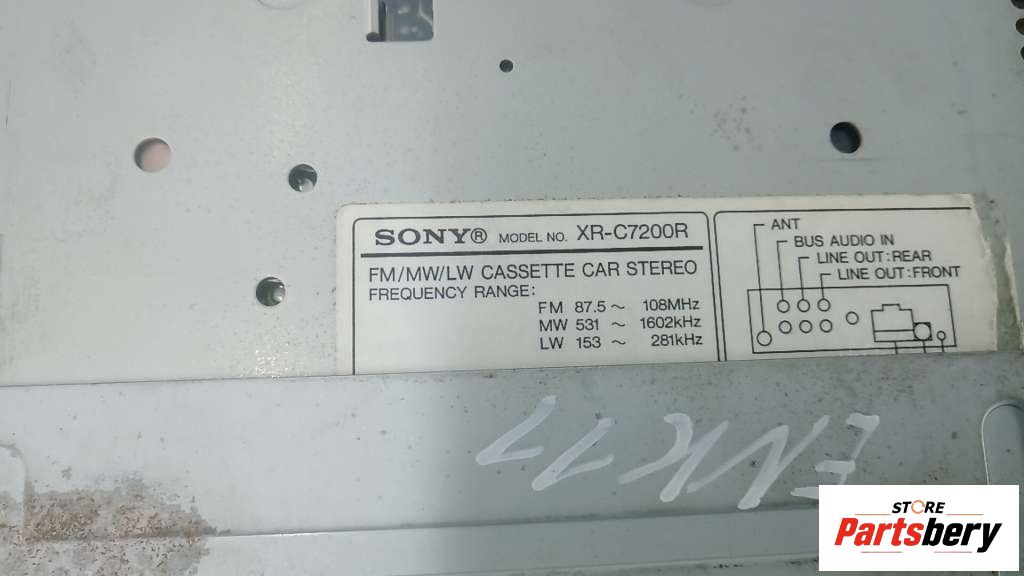 SONY® MODEL NO. XR-C7200R
FM/MW/LW CASSETTE CAR STEREO
FREQUENCY RANGE:
FM 87.5 ~ 108MHz
MW 531 ~ 1602kHz
LW 153 ~ 281kHz
ANT
BUS AUDIO IN
LINE OUT:REAR
LINE OUT:FRONT
STORE
Partsbery